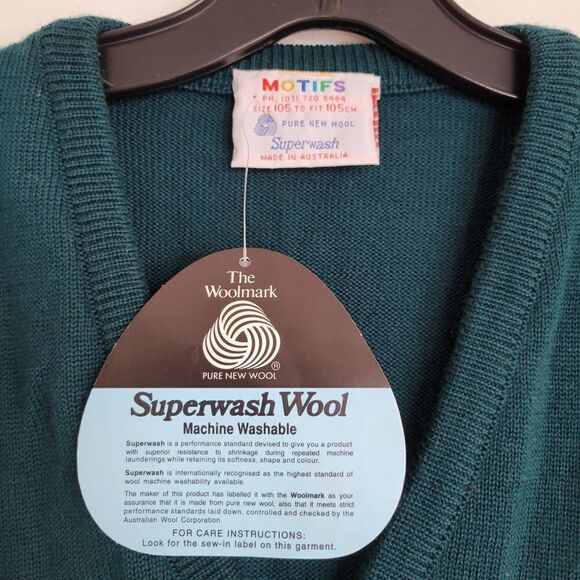 MOTIFS
PH: (03) 720 8484
SIZE 105 TO FIT 105CM
PURE NEW WOOL
Superwash
MADE IN AUSTRALIA
The
Woolmark
®
PURE NEW WOOL
Superwash Wool
Machine Washable
Superwash is a performance standard devised to give you a product
with superior resistance to shrinkage during repeated machine
launderings while retaining its softness, shape and colour.
Superwash is internationally recognised as the highest standard of
wool machine washability available.
The maker of this product has labelled it with the Woolmark as your
assurance that it is made from pure new wool, also that it meets strict
performance standards laid down, controlled and checked by the
Australian Wool Corporation.
FOR CARE INSTRUCTIONS:
Look for the sew-in label on this garment.